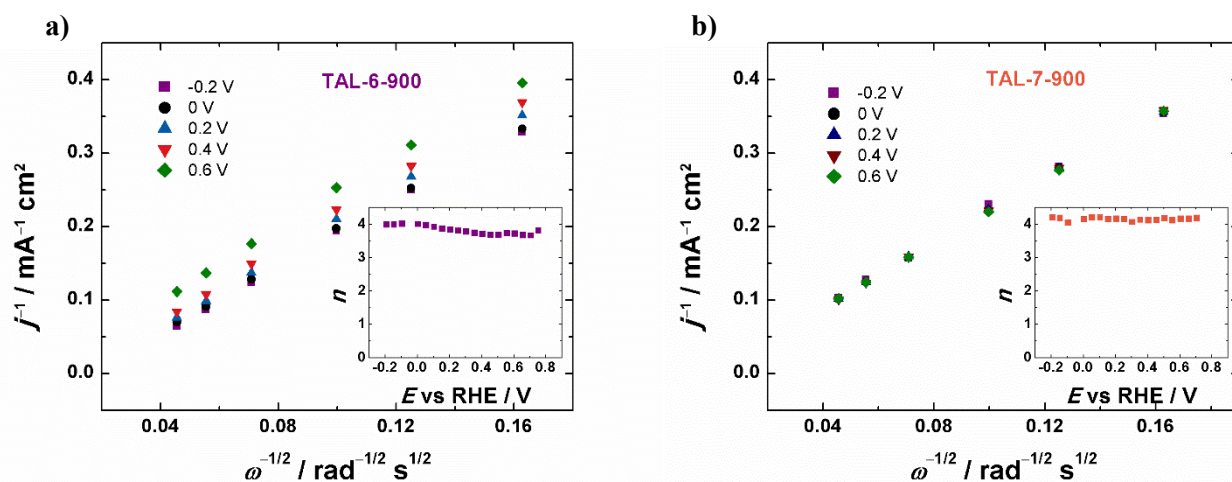 a)
TAL-6-900
-0.2 V
0 V
0.2 V
0.4 V
0.6 V
0.4
0.3
0.2
0.1
0.0
j⁻¹ / mA⁻¹ cm²
0.04
0.08
0.12
0.16
ω⁻¹/² / rad⁻¹/² s¹/²
n
5
4
2
0
-0.2
0.0
0.2
0.4
0.6
0.8
E vs RHE / V
b)
TAL-7-900
-0.2 V
0 V
0.2 V
0.4 V
0.6 V
0.4
0.3
0.2
0.1
0.0
j⁻¹ / mA⁻¹ cm²
0.04
0.08
0.12
0.16
ω⁻¹/² / rad⁻¹/² s¹/²
n
5
4
2
0
-0.2
0.0
0.2
0.4
0.6
0.8
E vs RHE / V